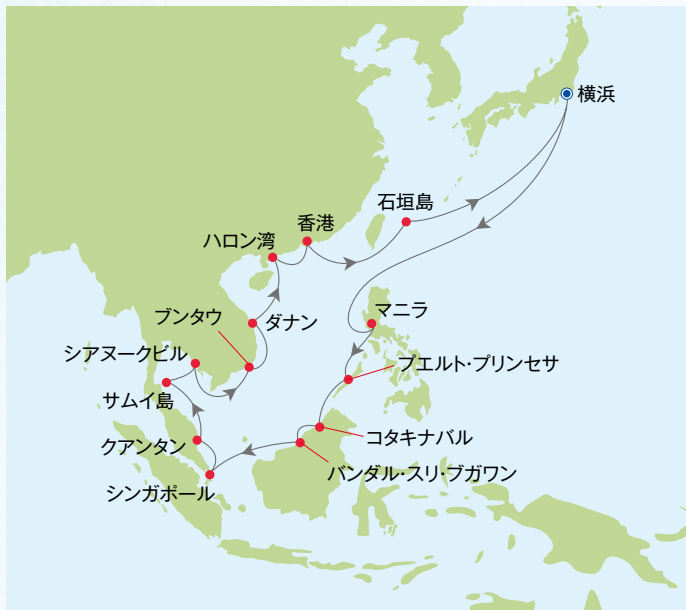 横浜
石垣島
香港
ハロン湾
ブンタウ
ダナン
マニラ
シアヌークビル
プエルト・プリンセサ
サムイ島
コタキナバル
クアンタン
バンダル・スリ・ブガワン
シンガポール